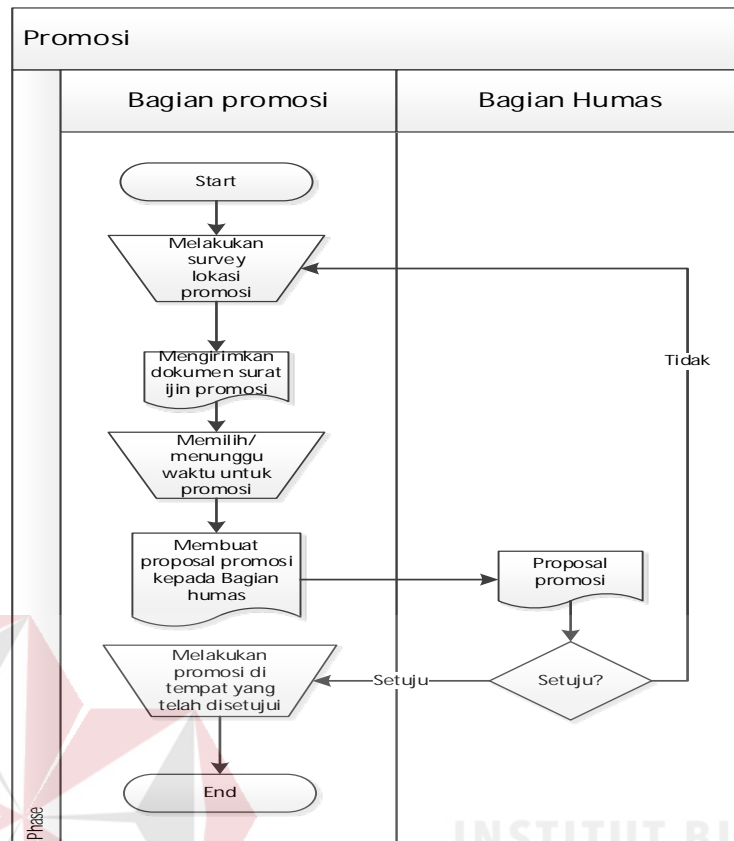 Promosi
Bagian promosi
Bagian Humas
Start
Melakukan
survey
lokasi
promosi
Mengirimkan
dokumen surat
ijin promosi
Tidak
Memilih/
menunggu
waktu untuk
promosi
Membuat
proposal promosi
kepada Bagian
humas
Proposal
promosi
Melakukan
promosi di
tempat yang
telah disetujui
Setuju
Setuju?
End
Phase
INSTITUT BI